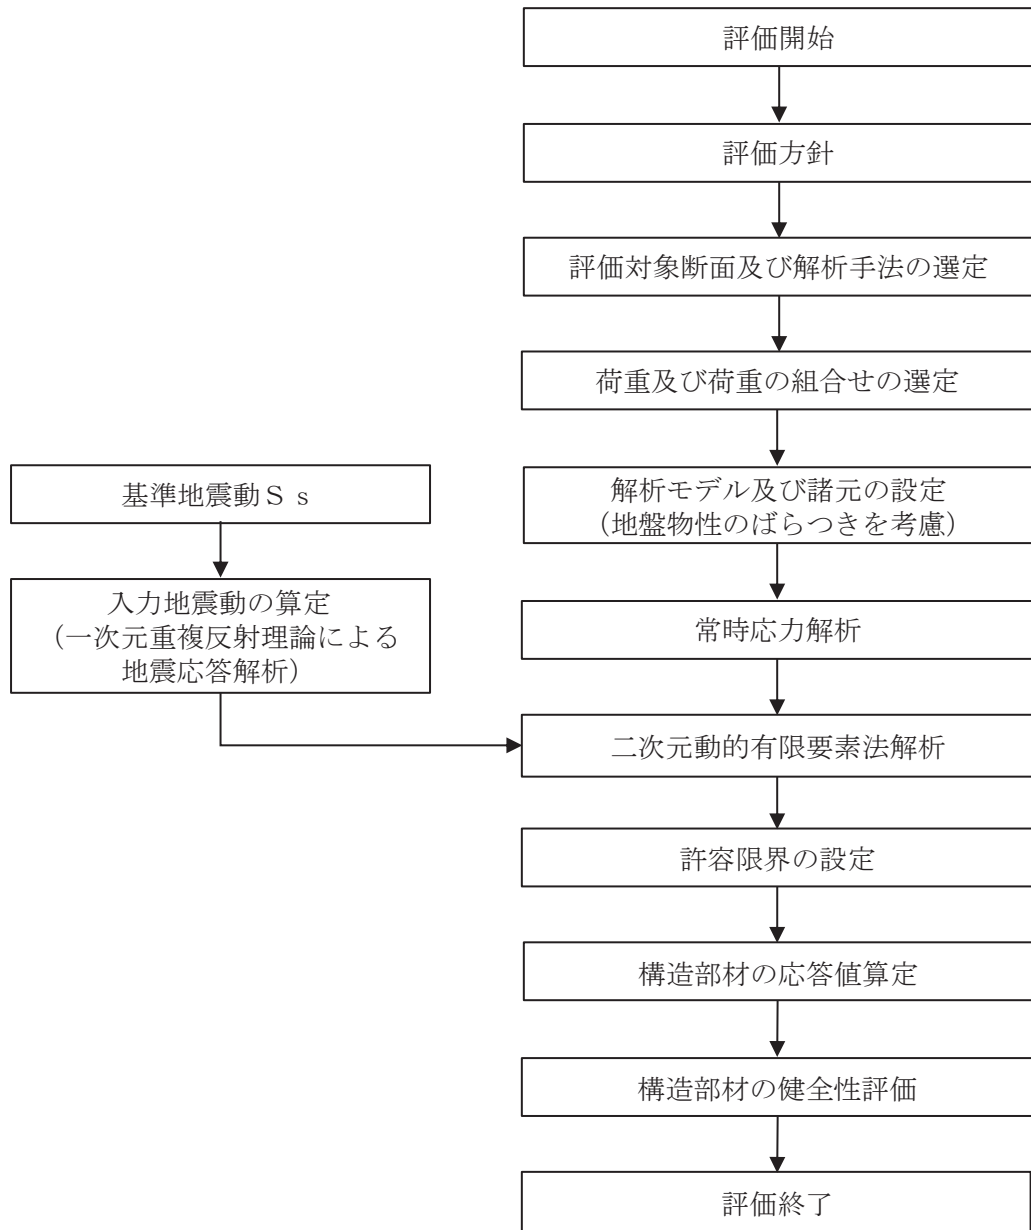 評価開始
評価方針
評価対象断面及び解析手法の選定
荷重及び荷重の組合せの選定
基準地震動Ｓｓ
解析モデル及び諸元の設定
（地盤物性のばらつきを考慮）
入力地震動の算定
（一次元重複反射理論による
地震応答解析）
常時応力解析
二次元動的有限要素法解析
許容限界の設定
構造部材の応答値算定
構造部材の健全性評価
評価終了